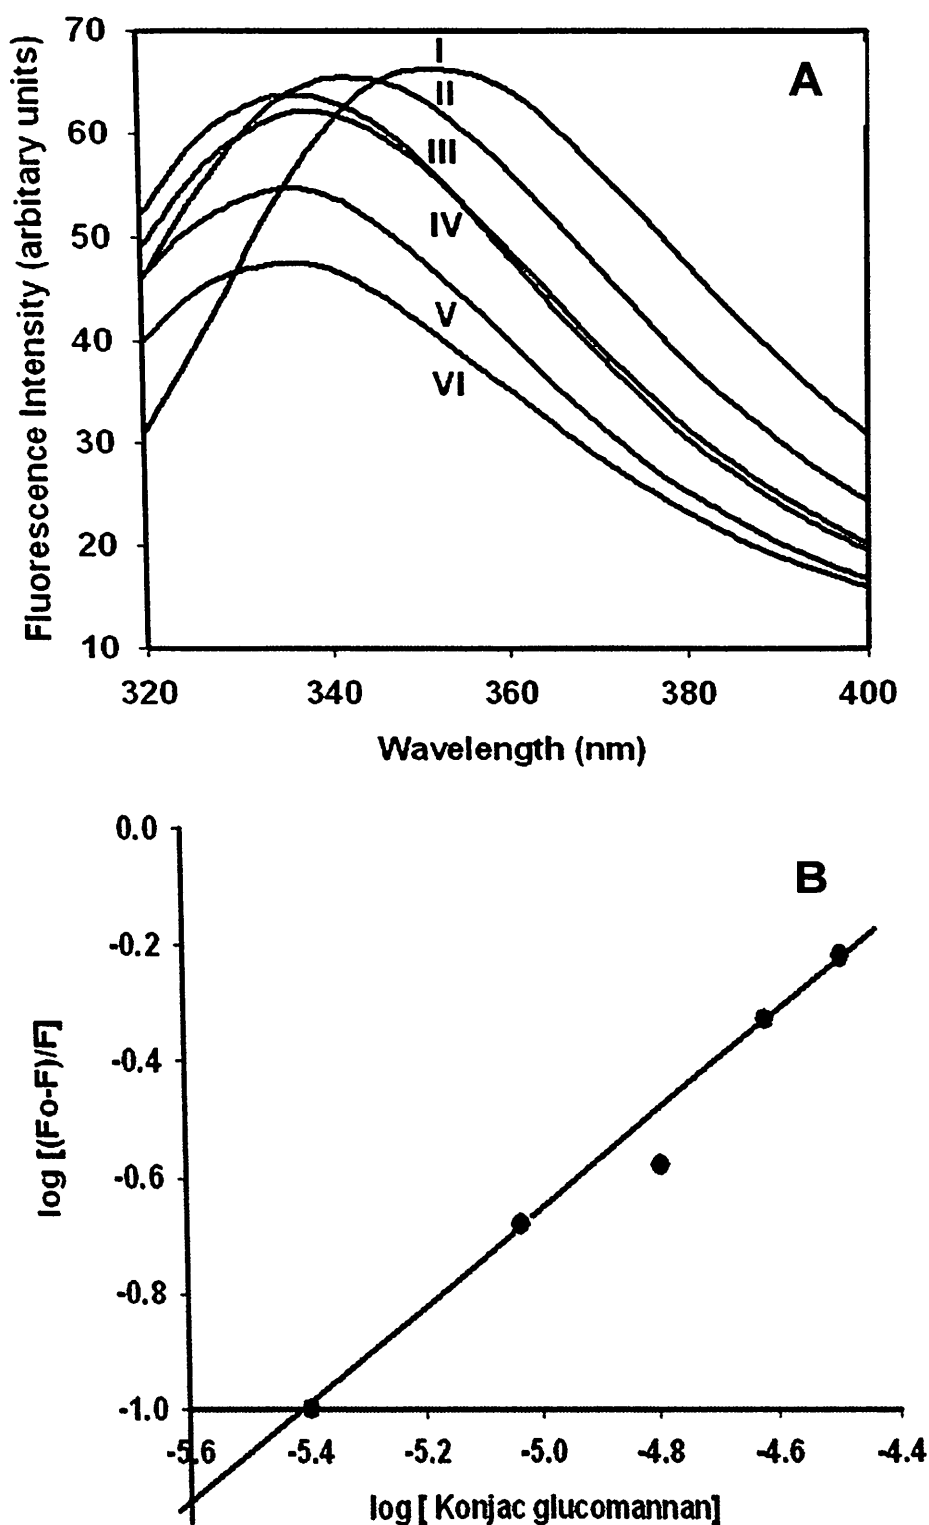 70
60
50
40
30
20
10
Fluorescence Intensity (arbitary units)
A
I
II
III
IV
V
VI
320 340 360 380 400
Wavelength (nm)
0.0
-0.2
-0.4
-0.6
-0.8
-1.0
log [(Fo-F)/F]
B
-5.6 -5.4 -5.2 -5.0 -4.8 -4.6 -4.4
log [ Konjac glucomannan]